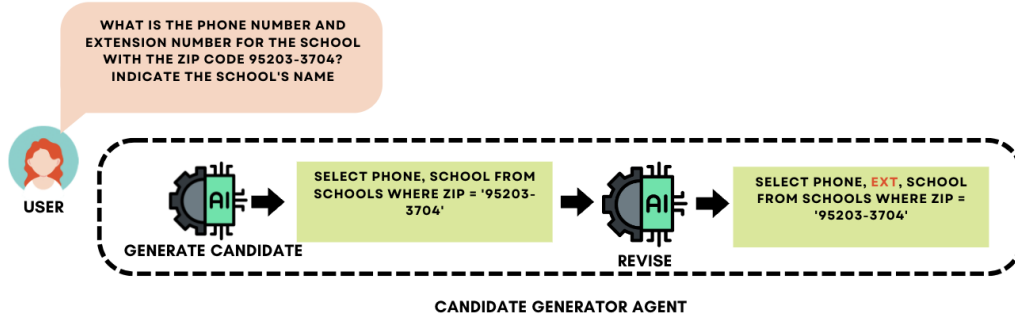 WHAT IS THE PHONE NUMBER AND
EXTENSION NUMBER FOR THE SCHOOL
WITH THE ZIP CODE 95203-3704?
INDICATE THE SCHOOL'S NAME
USER
AI
GENERATE CANDIDATE
SELECT PHONE, SCHOOL FROM
SCHOOLS WHERE ZIP = '95203-
3704'
AI
REVISE
SELECT PHONE, EXT, SCHOOL
FROM SCHOOLS WHERE ZIP =
'95203-3704'
CANDIDATE GENERATOR AGENT